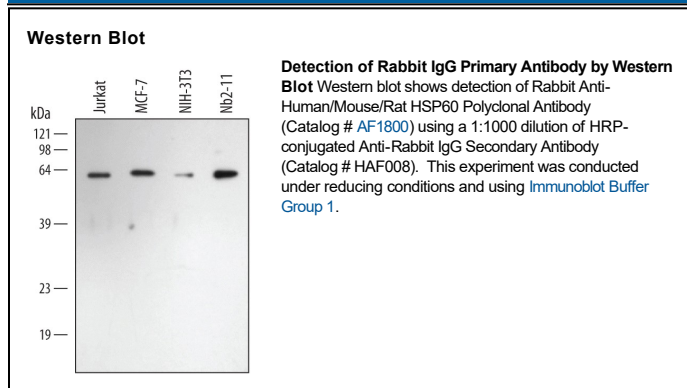 Western Blot
Jurkat
MCF-7
NIH-3T3
Nb2-11
kDa
121
98
64
39
23
19
Detection of Rabbit IgG Primary Antibody by Western
Blot Western blot shows detection of Rabbit Anti-
Human/Mouse/Rat HSP60 Polyclonal Antibody
(Catalog # AF1800) using a 1:1000 dilution of HRP-
conjugated Anti-Rabbit IgG Secondary Antibody
(Catalog # HAF008). This experiment was conducted
under reducing conditions and using Immunoblot Buffer
Group 1.